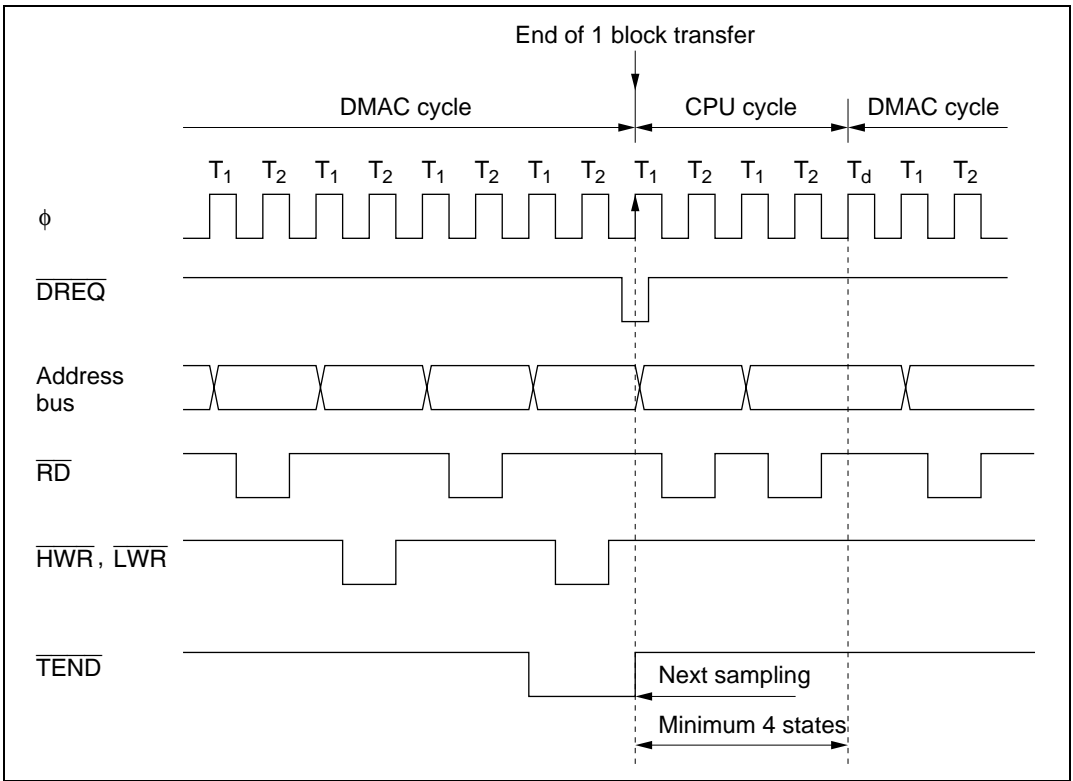 End of 1 block transfer
DMAC cycle CPU cycle DMAC cycle
T1 T2 T1 T2 T1 T2 T1 T2 T1 T2 T1 T2 Td T1 T2
φ
DREQ
Address
bus
RD
HWR, LWR
TEND
Next sampling
Minimum 4 states